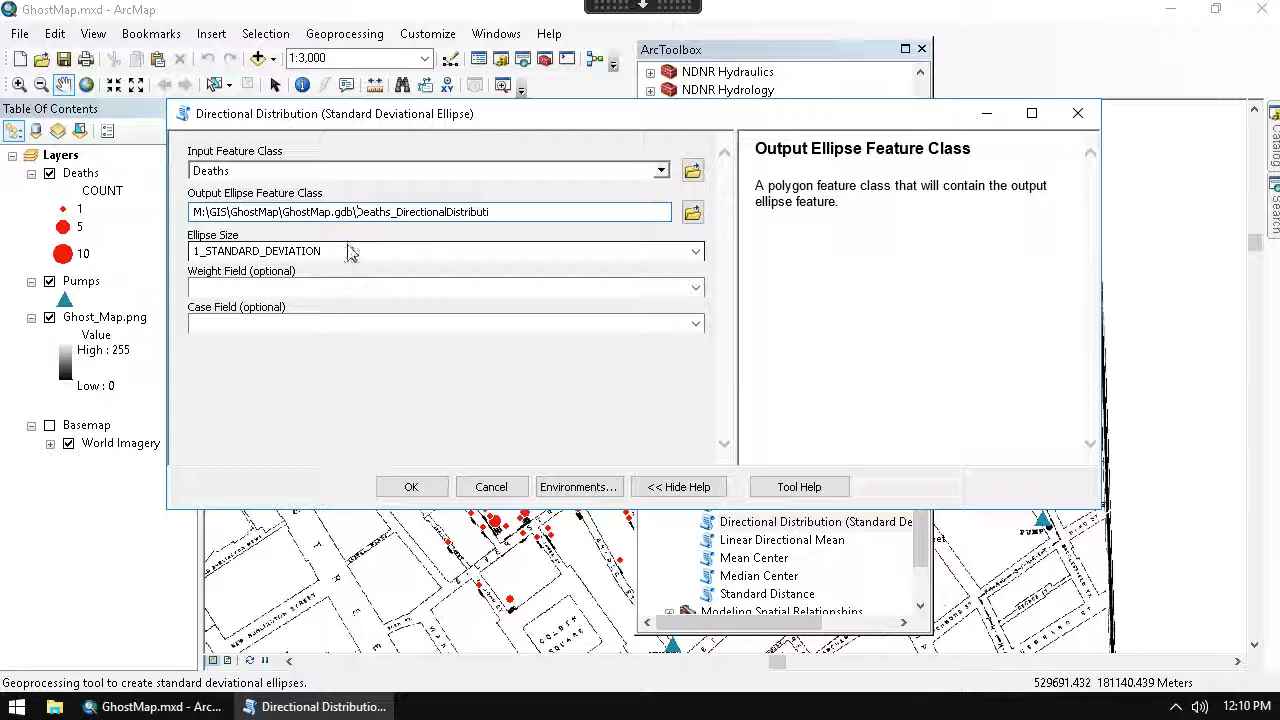 GhostMap.mxd - ArcMap
File Edit View Bookmarks Insert Selection Geoprocessing Customize Windows Help
1:3,000
ArcToolbox
NDNR Hydraulics
NDNR Hydrology
Table Of Contents
Layers
Deaths
COUNT
1
5
10
Pumps
Ghost_Map.png
Value
High : 255
Low : 0
Basemap
World Imagery
Directional Distribution (Standard Deviational Ellipse)
Input Feature Class
Deaths
Output Ellipse Feature Class
M:\GIS\GhostMap\GhostMap.gdb\Deaths_DirectionalDistributi
Ellipse Size
1_STANDARD_DEVIATION
Weight Field (optional)
Case Field (optional)
Output Ellipse Feature Class
A polygon feature class that will contain the output
ellipse feature.
OK Cancel Environments... << Hide Help Tool Help
Catalog
Search
Directional Distribution (Standard De
Linear Directional Mean
Mean Center
Median Center
Standard Distance
Modeling Spatial Relationships
PUMP
Geoprocessing tool to create standard deviational ellipses.
529691.432 181140.439 Meters
GhostMap.mxd - Arc...
Directional Distributio...
12:10 PM